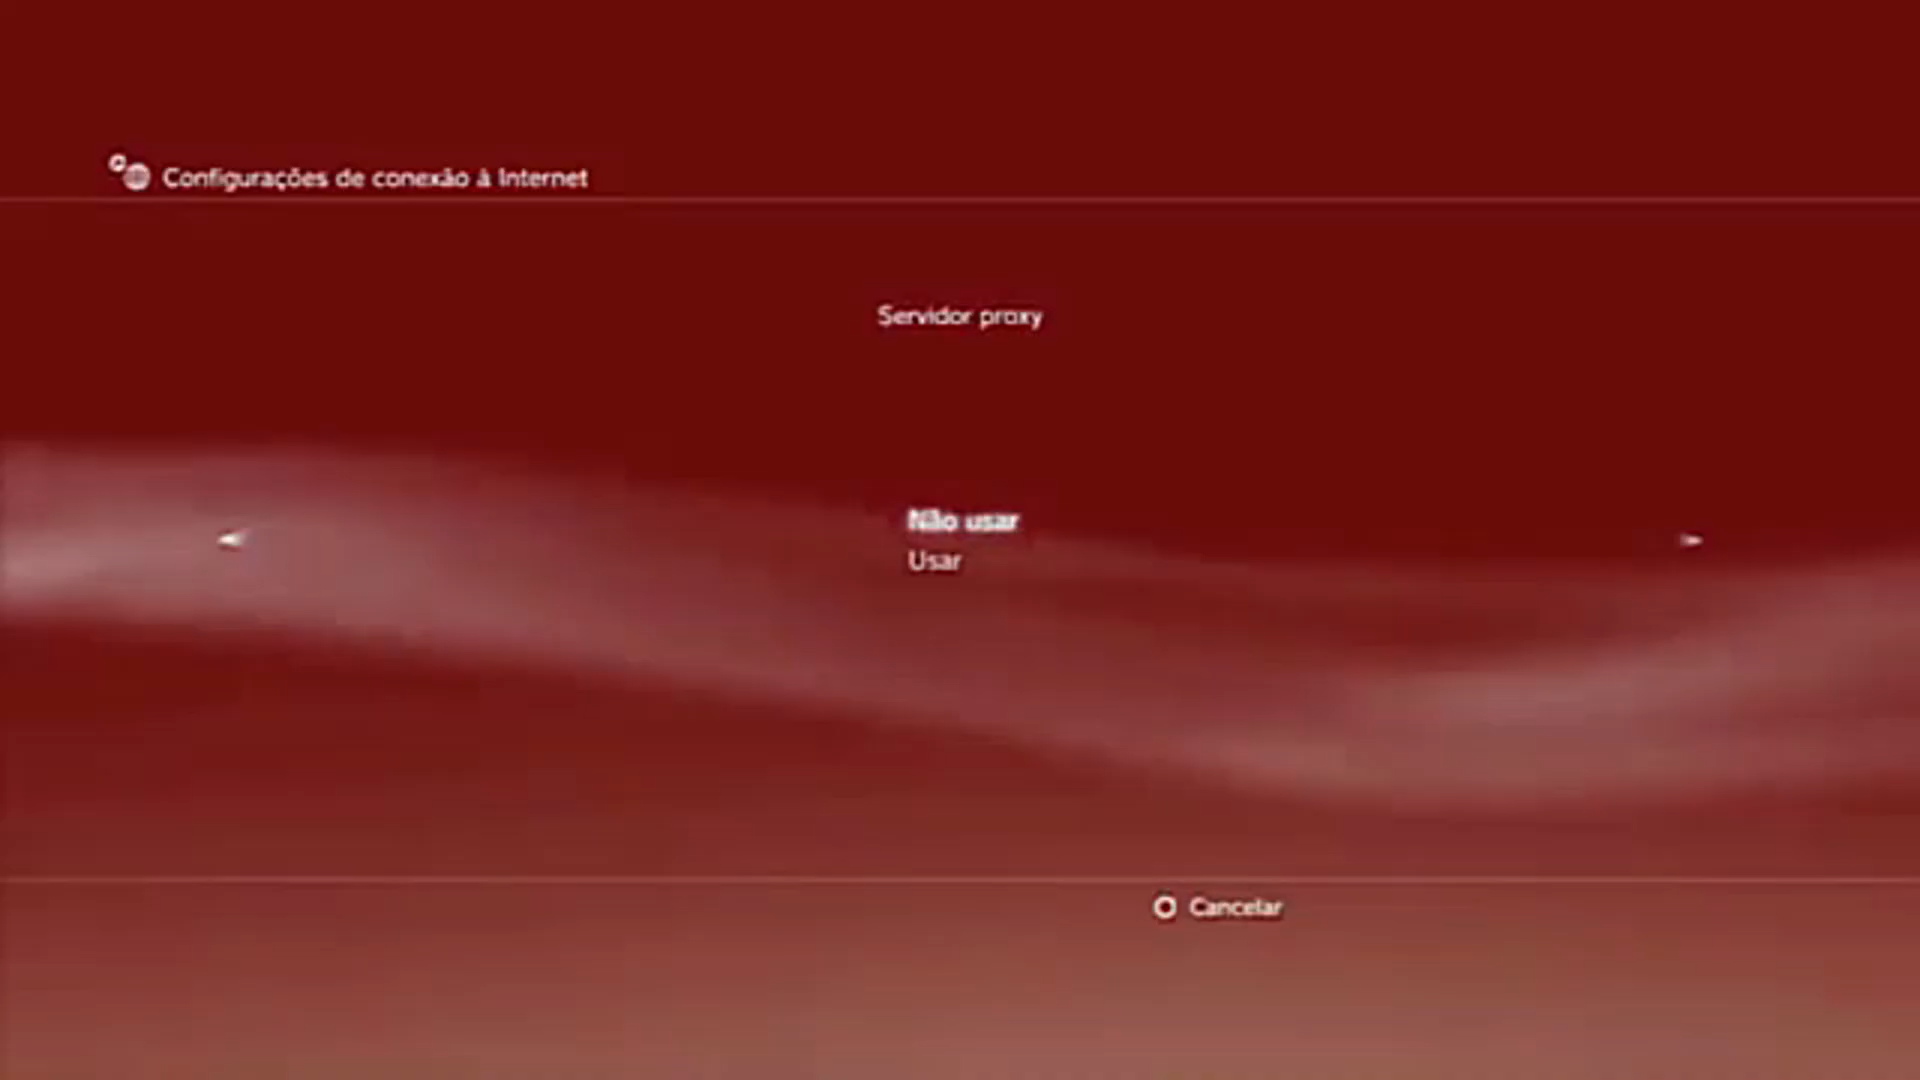 Configurações de conexão à Internet
Servidor proxy
Não usar
Usar
Cancelar